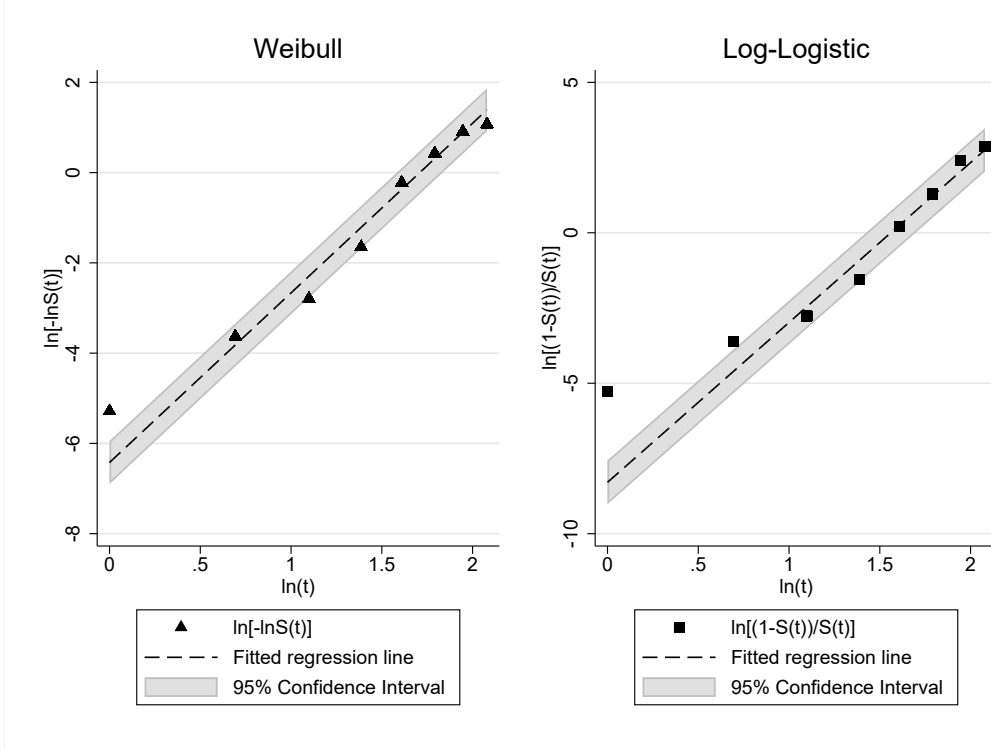 Weibull
2
0
-2
-4
-6
-8
ln[-lnS(t)]
0 .5 1 1.5 2
ln(t)
ln[-lnS(t)]
Fitted regression line
95% Confidence Interval
Log-Logistic
5
0
-5
-10
ln[(1-S(t))/S(t)]
0 .5 1 1.5 2
ln(t)
ln[(1-S(t))/S(t)]
Fitted regression line
95% Confidence Interval